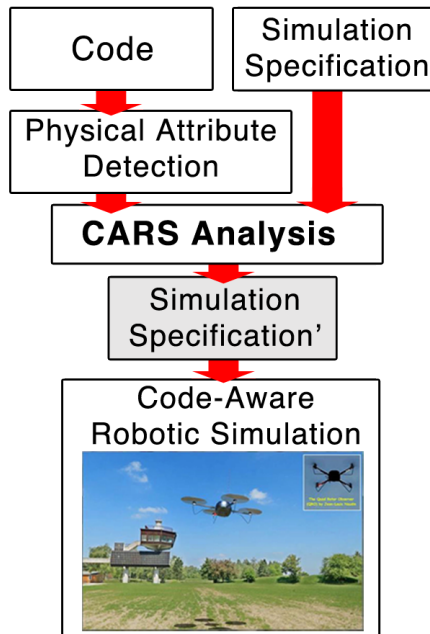 Code
Simulation
Specification
Physical Attribute
Detection
CARS Analysis
Simulation
Specification’
Code-Aware
Robotic Simulation